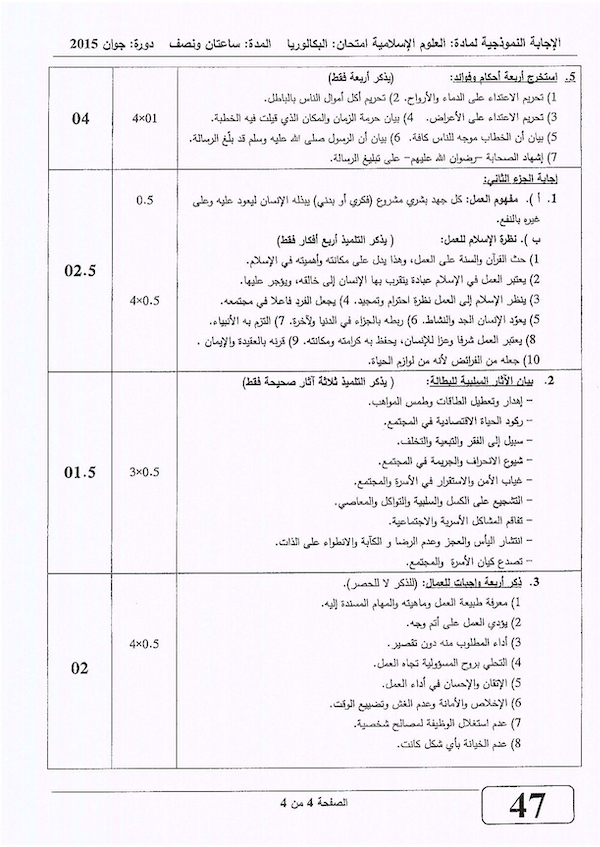 الإجابة النموذجية لمادة: العلوم الإسلامية امتحان: البكالوريا المدة: ساعتان ونصف دورة: جوان 2015
5. استخرج أربعة أحكام وفوائد: (يذكر أربعة فقط)
1) تحريم الاعتداء على الدماء والأرواح. 2) تحريم أكل أموال الناس بالباطل.
3) تحريم الاعتداء على الأعراض. 4) بيان حرمة الزمان والمكان الذي قيلت فيه الخطبة.
5) بيان أن الخطاب موجه للناس كافة. 6) بيان أن الرسول صلى الله عليه وسلم قد بلّغ الرسالة.
7) إشهاد الصحابة –رضوان الله عليهم– على تبليغ الرسالة.
4×01
04
إجابة الجزء الثاني:
1. أ ). مفهوم العمل: كل جهد بشري مشروع (فكري أو بدني) يبذله الإنسان ليعود عليه وعلى
غيره بالنفع.
0.5
ب ). نظرة الإسلام للعمل: ( يذكر التلميذ أربع أفكار فقط)
1) حث القرآن والسنة على العمل، وهذا يدل على مكانته وأهميته في الإسلام.
2) يعتبر العمل في الإسلام عبادة يتقرب بها الإنسان إلى خالقه، ويؤجر عليها.
3) ينظر الإسلام إلى العمل نظرة احترام وتمجيد. 4) يجعل الفرد فاعلا في مجتمعه.
5) يعوّد الإنسان الجد والنشاط. 6) ربطه بالجزاء في الدنيا ولآخرة. 7) التزم به الأنبياء.
8) يعتبر العمل شرفا وعزا للإنسان، يحفظ به كرامته ومكانته. 9) قرنه بالعقيدة والإيمان .
10) جعله من الفرائض لأنه من لوازم الحياة.
4×0.5
02.5
2. بيان الآثار السلبية للبطالة: ( يذكر التلميذ ثلاثة آثار صحيحة فقط)
– إهدار وتعطيل الطاقات وطمس المواهب.
– ركود الحياة الاقتصادية في المجتمع.
– سبيل إلى الفقر والتبعية والتخلف.
– شيوع الانحراف والجريمة في المجتمع.
– غياب الأمن والاستقرار في الأسرة والمجتمع.
– التشجيع على الكسل والسلبية والتواكل والمعاصي.
– تفاقم المشاكل الأسرية والاجتماعية.
– انتشار اليأس والعجز وعدم الرضا و الكآبة والانطواء على الذات.
– تصدع كيان الأسرة والمجتمع.
3×0.5
01.5
3. ذكر أربعة واجبات للعمال: (للذكر لا للحصر).
1) معرفة طبيعة العمل وماهيته والمهام المسندة إليه.
2) يؤدي العمل على أتم وجه.
3) أداء المطلوب منه دون تقصير.
4) التحلي بروح المسؤولية تجاه العمل.
5) الإتقان والإحسان في أداء العمل.
6) الإخلاص والأمانة وعدم الغش وتضييع الوقت.
7) عدم استغلال الوظيفة لمصالح شخصية.
8) عدم الخيانة بأي شكل كانت.
4×0.5
02
الصفحة 4 من 4
47